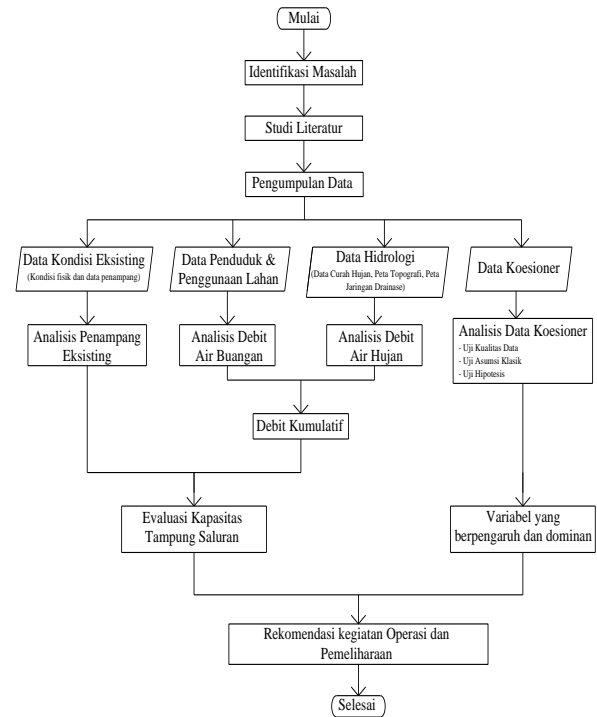 Mulai
Identifikasi Masalah
Studi Literatur
Pengumpulan Data
Data Kondisi Eksisting
(Kondisi fisik dan data penampang)
Data Penduduk &
Penggunaan Lahan
Data Hidrologi
(Data Curah Hujan, Peta Topografi, Peta
Jaringan Drainase)
Data Koesioner
Analisis Penampang
Eksisting
Analisis Debit
Air Buangan
Analisis Debit
Air Hujan
Analisis Data Koesioner
- Uji Kualitas Data
- Uji Asumsi Klasik
- Uji Hipotesis
Debit Kumulatif
Evaluasi Kapasitas
Tampung Saluran
Variabel yang
berpengaruh dan dominan
Rekomendasi kegiatan Operasi dan
Pemeliharaan
Selesai